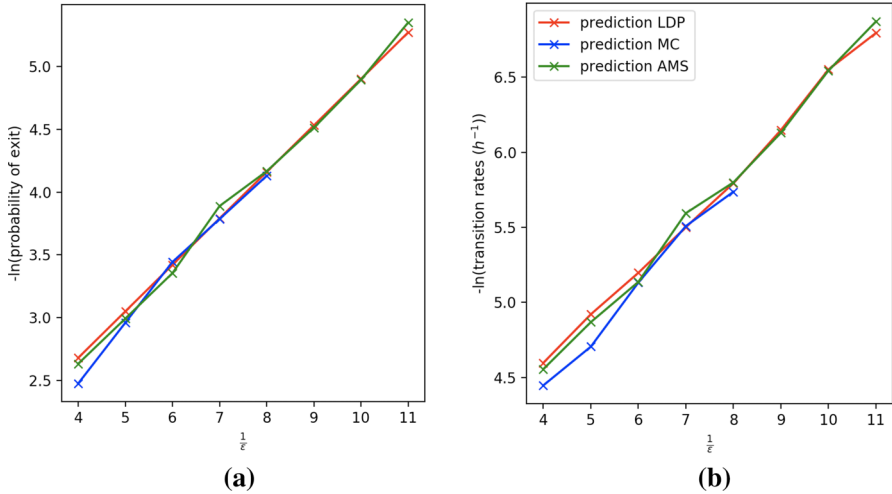 -ln(probability of exit)
5.0
4.5
4.0
3.5
3.0
2.5
4 5 6 7 8 9 10 11
1/ε
(a)
-ln(transition rates (h⁻¹))
prediction LDP
prediction MC
prediction AMS
6.5
6.0
5.5
5.0
4.5
4 5 6 7 8 9 10 11
1/ε
(b)